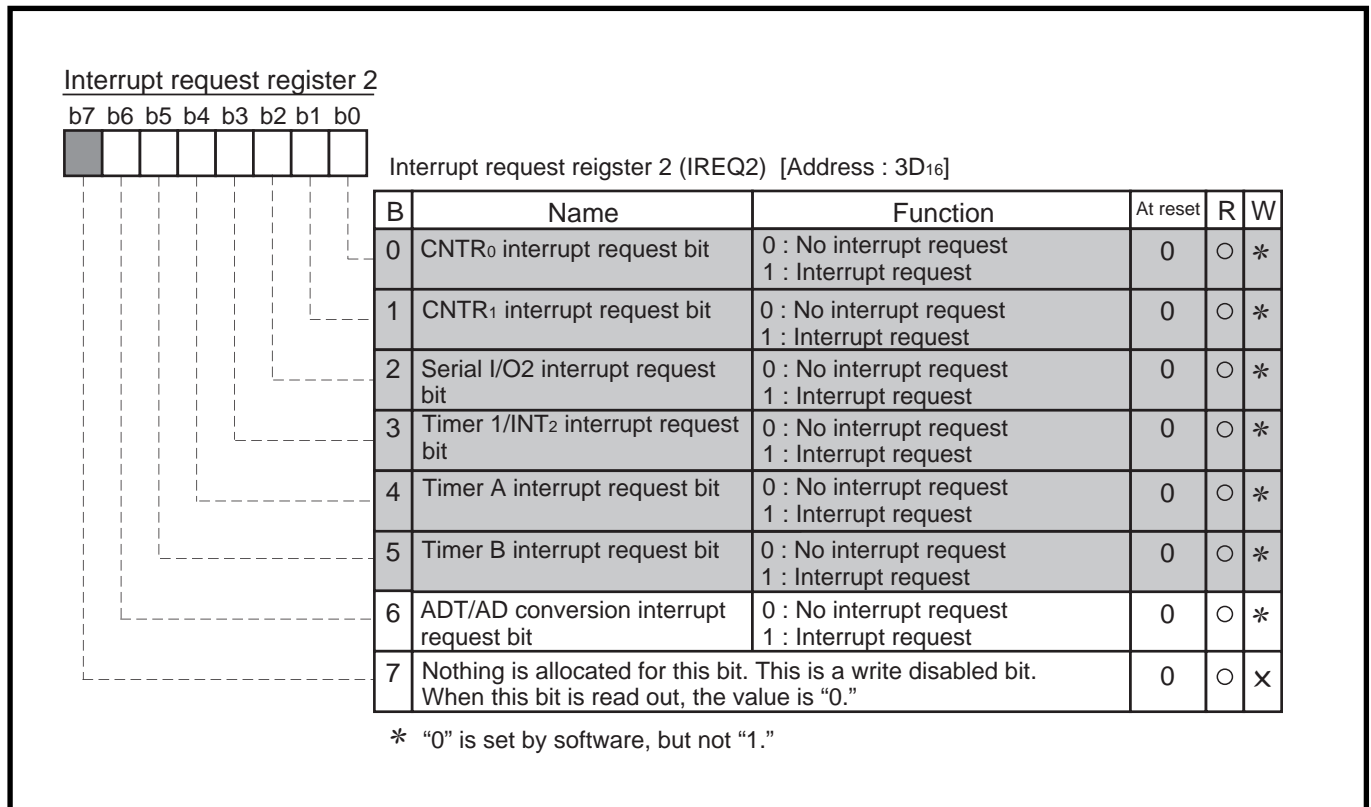 Interrupt request register 2
b7 b6 b5 b4 b3 b2 b1 b0
Interrupt request reigster 2 (IREQ2) [Address : 3D16]
B Name Function At reset R W
0 CNTR0 interrupt request bit 0 : No interrupt request 0 ○ *
1 : Interrupt request
1 CNTR1 interrupt request bit 0 : No interrupt request 0 ○ *
1 : Interrupt request
2 Serial I/O2 interrupt request 0 : No interrupt request 0 ○ *
bit 1 : Interrupt request
3 Timer 1/INT2 interrupt request 0 : No interrupt request 0 ○ *
bit 1 : Interrupt request
4 Timer A interrupt request bit 0 : No interrupt request 0 ○ *
1 : Interrupt request
5 Timer B interrupt request bit 0 : No interrupt request 0 ○ *
1 : Interrupt request
6 ADT/AD conversion interrupt 0 : No interrupt request 0 ○ *
request bit 1 : Interrupt request
7 Nothing is allocated for this bit. This is a write disabled bit. 0 ○ ×
When this bit is read out, the value is “0.”
* “0” is set by software, but not “1.”